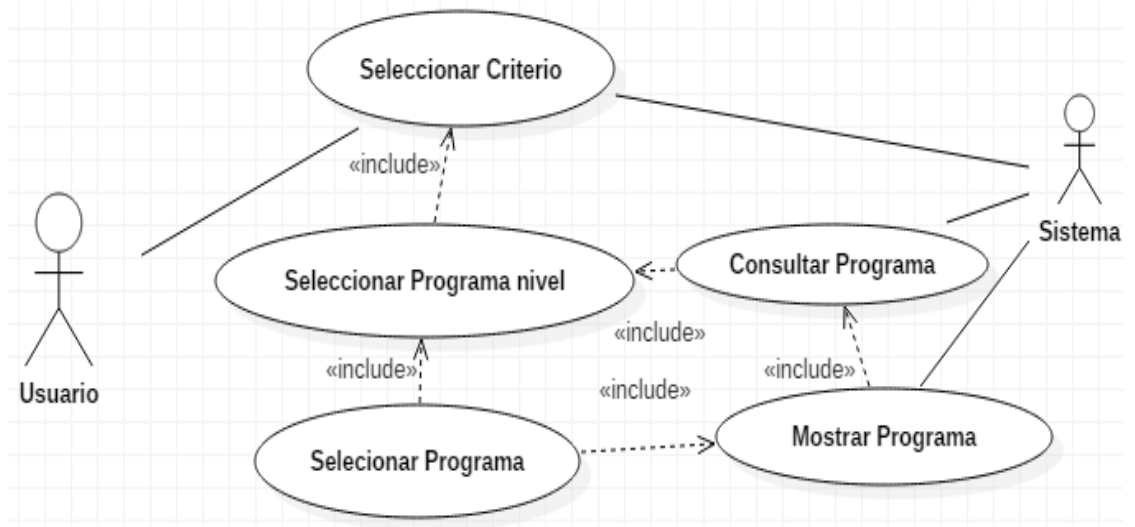 Seleccionar Criterio
«include»
Sistema
Seleccionar Programa nivel
Consultar Programa
«include»
«include»
«include»
«include»
Usuario
Selecionar Programa
Mostrar Programa